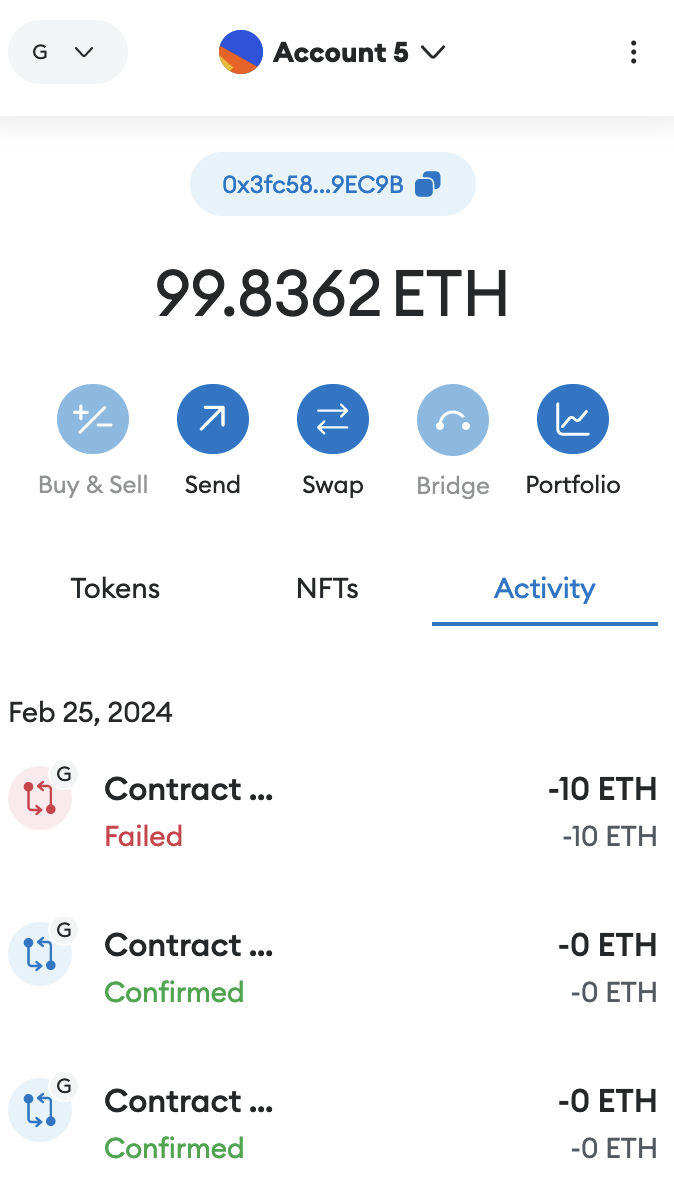 G
Account 5
0x3fc58...9EC9B
99.8362 ETH
Buy & Sell Send Swap Bridge Portfolio
Tokens NFTs Activity
Feb 25, 2024
G
Contract ... -10 ETH
Failed -10 ETH
G
Contract ... -0 ETH
Confirmed -0 ETH
G
Contract ... -0 ETH
Confirmed -0 ETH